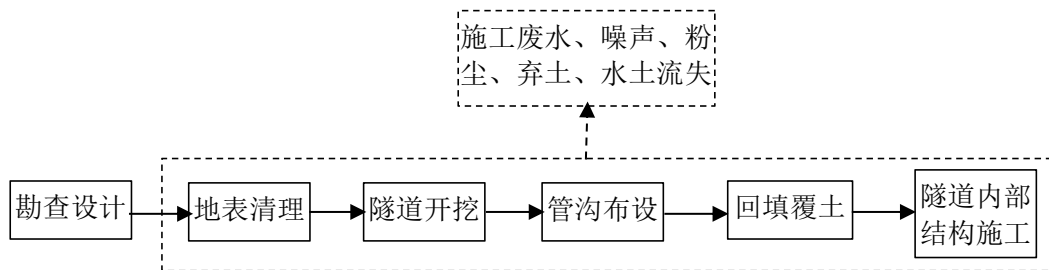 施工废水、噪声、粉
尘、弃土、水土流失
勘查设计
地表清理
隧道开挖
管沟布设
回填覆土
隧道内部
结构施工